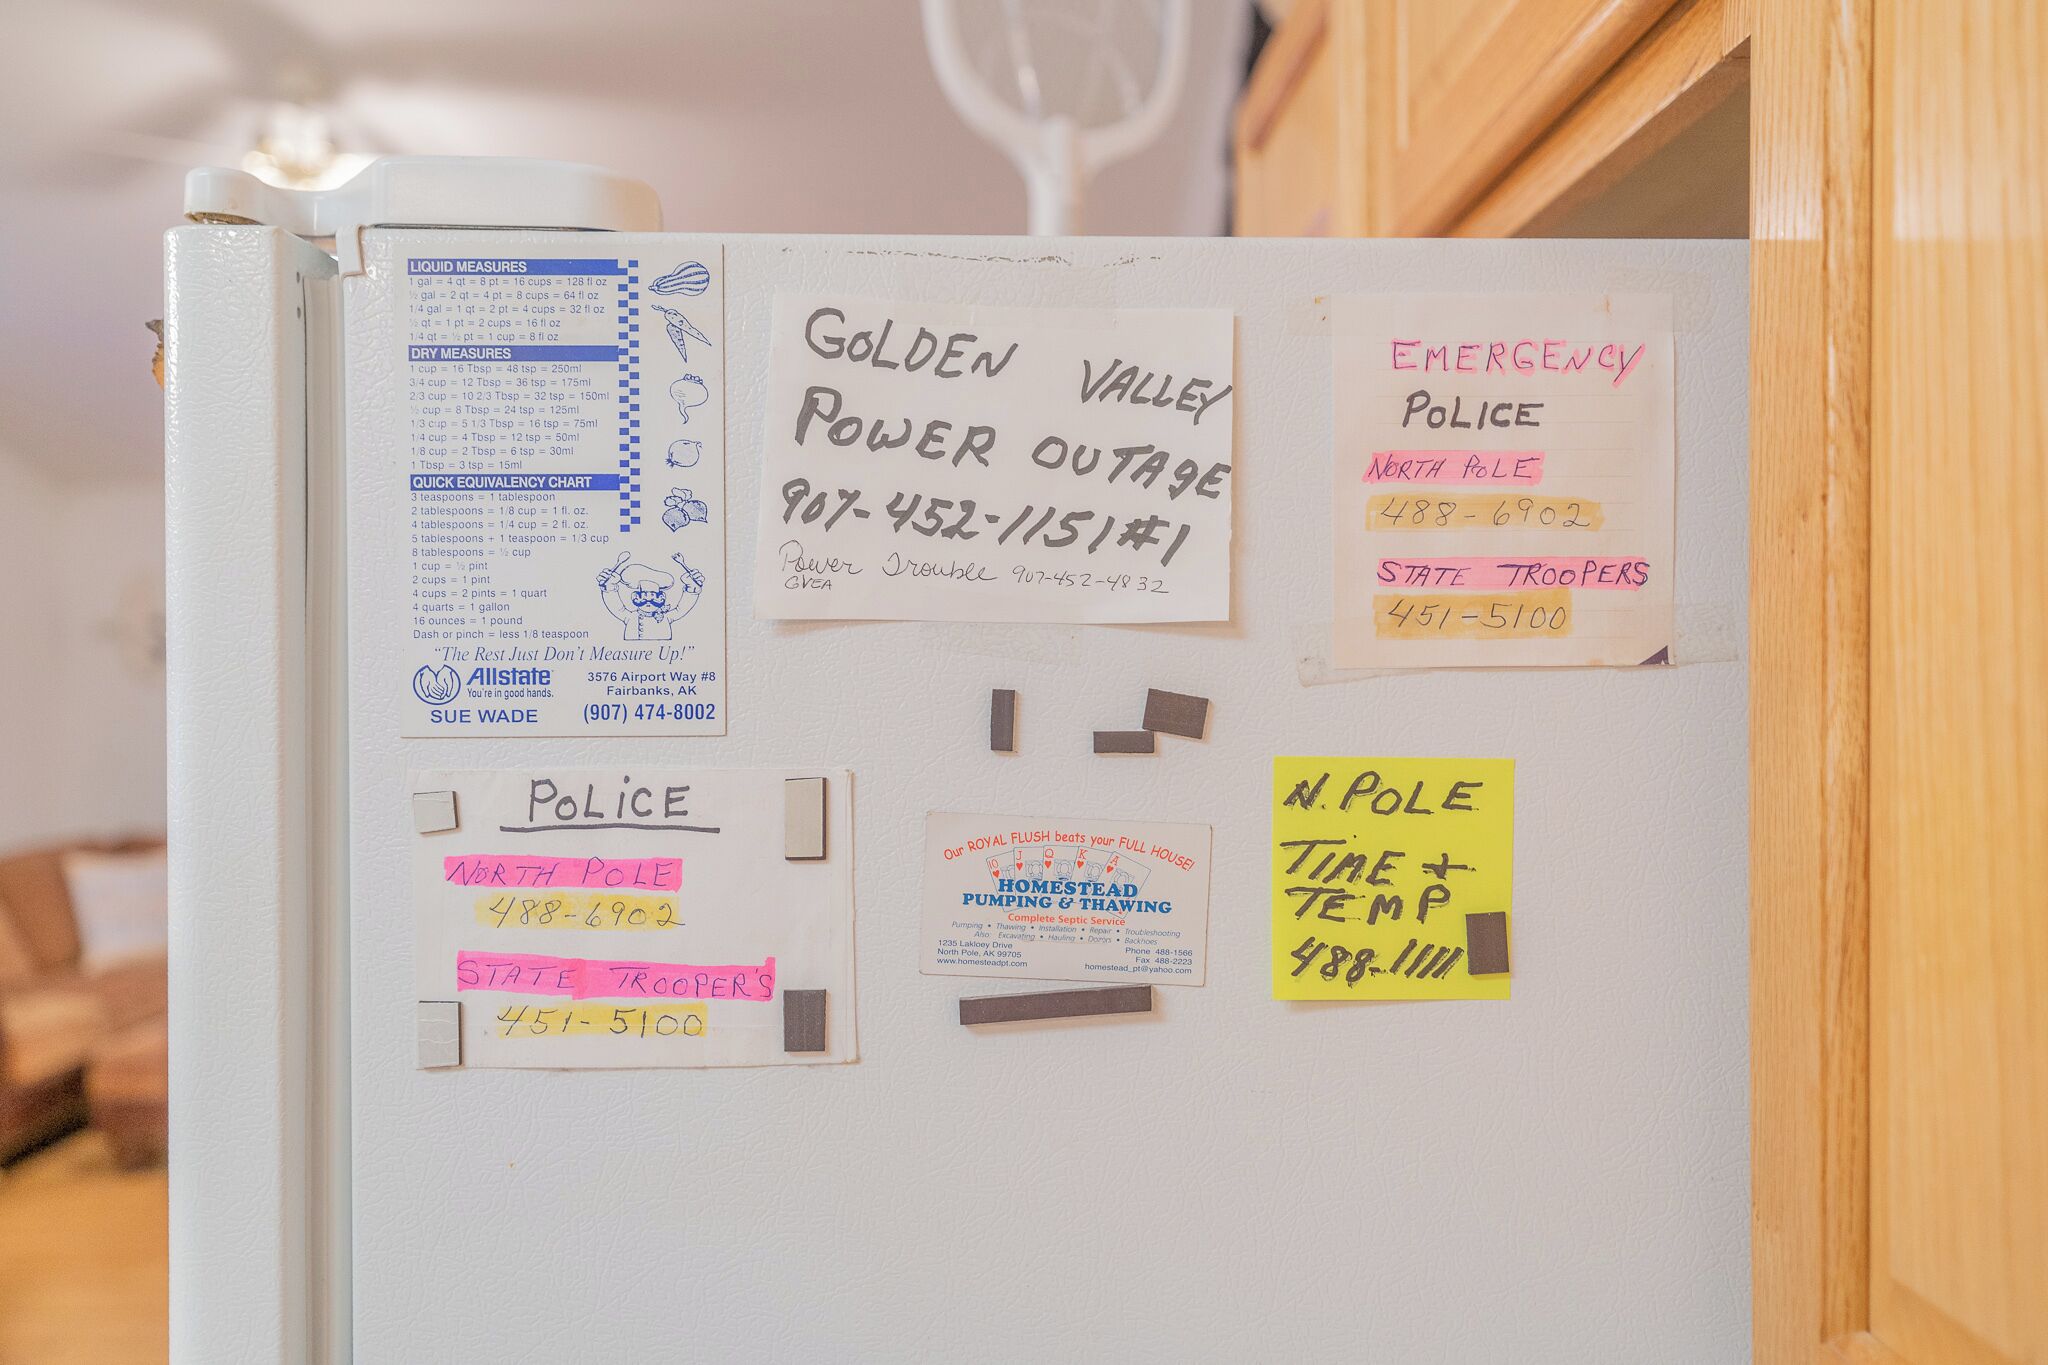 LIQUID MEASURES
1 gal = 4 qt = 8 pt = 16 cups = 128 fl oz
½ gal = 2 qt = 4 pt = 8 cups = 64 fl oz
1/4 gal = 1 qt = 2 pt = 4 cups = 32 fl oz
½ qt = 1 pt = 2 cups = 16 fl oz
1/4 qt = ½ pt = 1 cup = 8 fl oz
DRY MEASURES
1 cup = 16 Tbsp = 48 tsp = 250ml
3/4 cup = 12 Tbsp = 36 tsp = 175ml
2/3 cup = 10 2/3 Tbsp = 32 tsp = 150ml
½ cup = 8 Tbsp = 24 tsp = 125ml
1/3 cup = 5 1/3 Tbsp = 16 tsp = 75ml
1/4 cup = 4 Tbsp = 12 tsp = 50ml
1/8 cup = 2 Tbsp = 6 tsp = 30ml
1 Tbsp = 3 tsp = 15ml
QUICK EQUIVALENCY CHART
3 teaspoons = 1 tablespoon
2 tablespoons = 1/8 cup = 1 fl. oz.
4 tablespoons = 1/4 cup = 2 fl. oz.
5 tablespoons + 1 teaspoon = 1/3 cup
8 tablespoons = ½ cup
1 cup = ½ pint
2 cups = 1 pint
4 cups = 2 pints = 1 quart
4 quarts = 1 gallon
16 ounces = 1 pound
Dash or pinch = less 1/8 teaspoon
"The Rest Just Don't Measure Up!"
Allstate
You're in good hands.
SUE WADE
3576 Airport Way #8
Fairbanks, AK
(907) 474-8002
GOLDEN VALLEY
POWER OUTAGE
907-452-1151#1
Power Trouble 907-452-4832
GVEA
EMERGENCY
POLICE
NORTH POLE
488-6902
STATE TROOPERS
451-5100
POLiCE
NORTH POLE
488-6902
STATE TROOPER'S
451-5100
Our ROYAL FLUSH beats your FULL HOUSE!
10 J Q K A
HOMESTEAD
PUMPING & THAWING
Complete Septic Service
Pumping • Thawing • Installation • Repair • Troubleshooting
Also: Excavating • Hauling • Dozers • Backhoes
1235 Lakloey Drive
North Pole, AK 99705
www.homesteadpt.com
Phone 488-1566
Fax 488-2223
homestead_pt@yahoo.com
N. POLE
TIME +
TEMP
488-1111